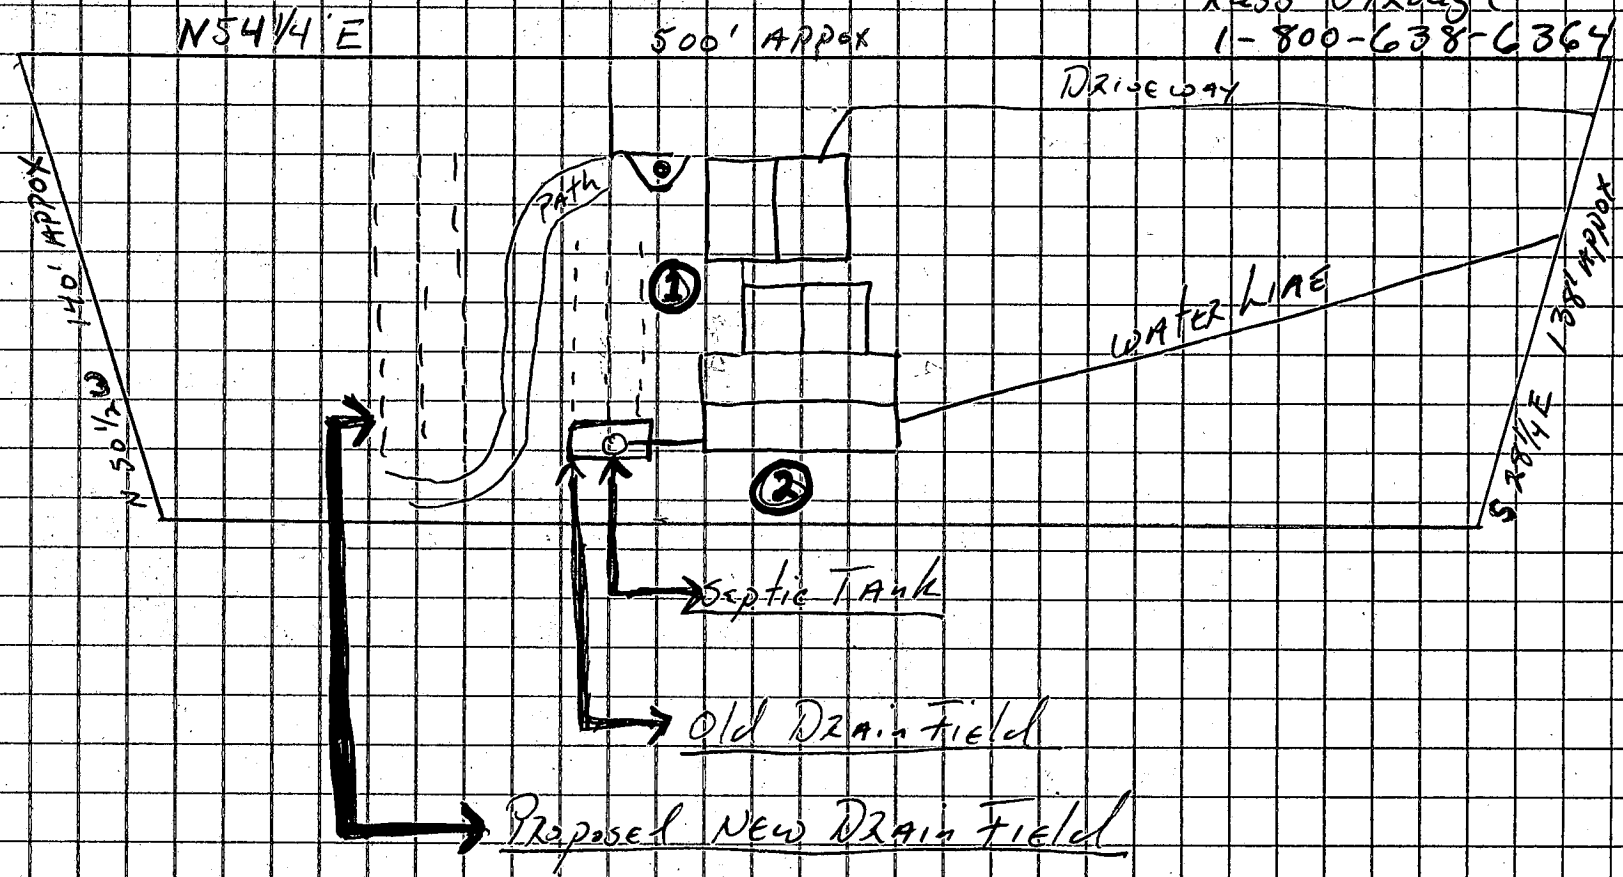 1-800-638-6364
N54 1/4 E
500' Appox
DRiveway
PAth
140' Appox
N 50 1/2 W
1
WATER LINE
138' Appox
S 28 1/4 E
2
Septic TAnk
Old DRAin Field
PRoposed NEW DRAin FIEld